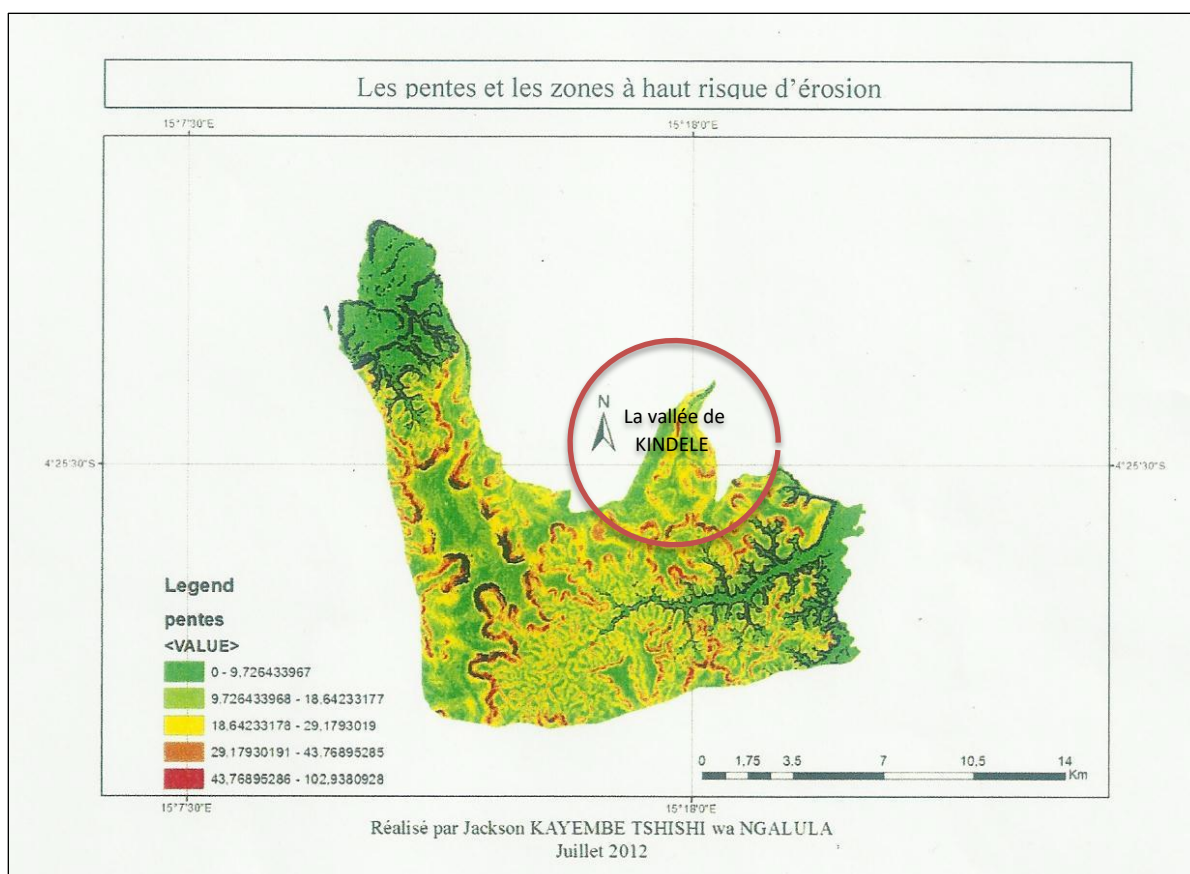 Les pentes et les zones à haut risque d'érosion
15°7'30"E
15°18'0"E
N
La vallée de
KINDELE
4°25'30"S
4°25'30"S
Legend
pentes
<VALUE>
0 - 9,726433967
9,726433968 - 18,64233177
18,64233178 - 29,1793019
29,17930191 - 43,76895285
43,76895286 - 102,9380928
0 1,75 3,5 7 10,5 14
Km
15°7'30"E
15°18'0"E
Réalisé par Jackson KAYEMBE TSHISHI wa NGALULA
Juillet 2012